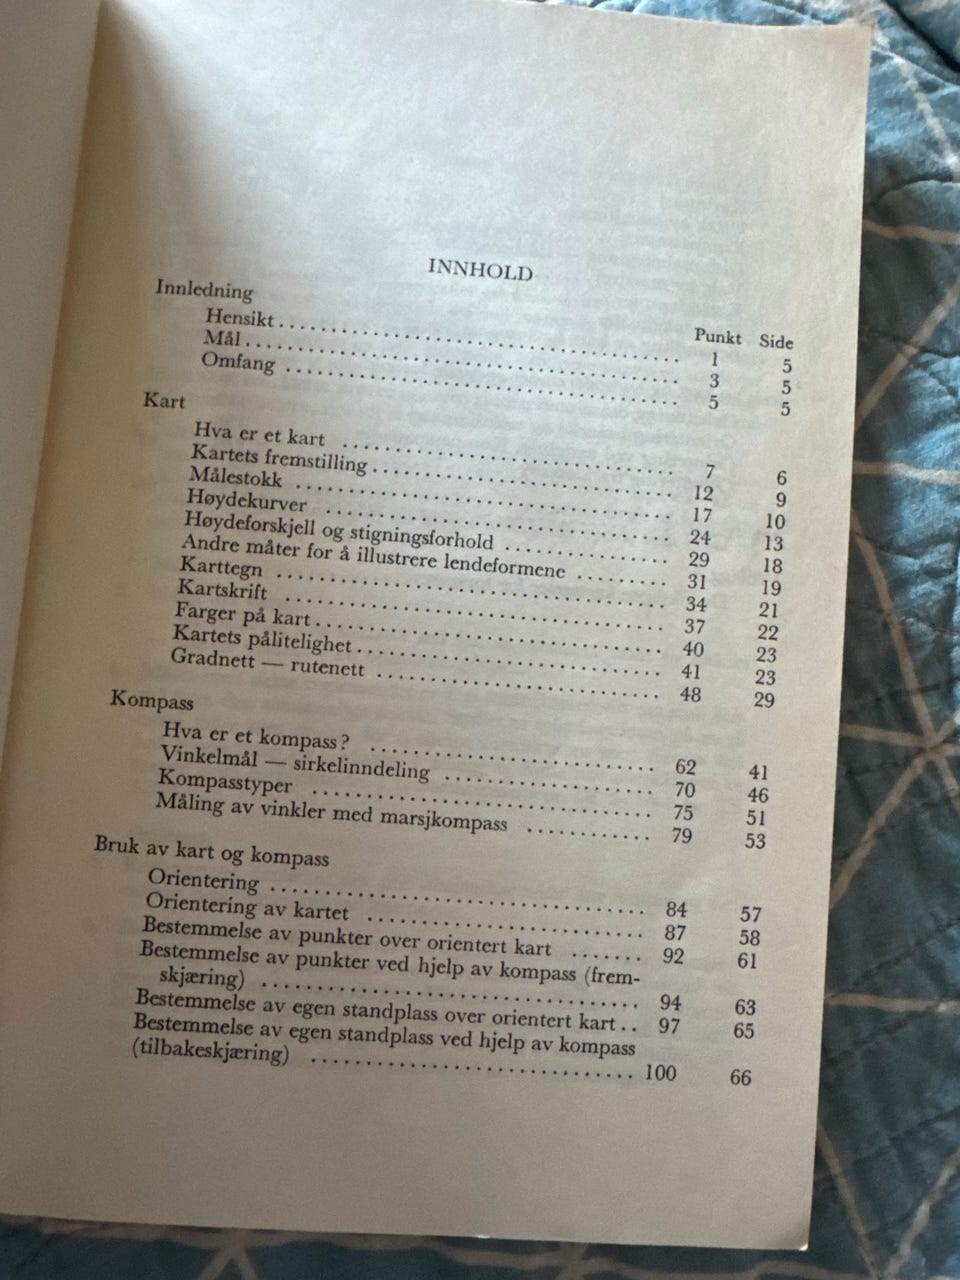 INNHOLD
Punkt Side
Innledning
Hensikt ........ 1 5
Mål ........ 3 5
Omfang ........ 5 5
Kart
Hva er et kart ........ 7 6
Kartets fremstilling ........ 12 9
Målestokk ........ 17 10
Høydekurver ........ 24 13
Høydeforskjell og stigningsforhold ........ 29 18
Andre måter for å illustrere lendeformene ........ 31 19
Karttegn ........ 34 21
Kartskrift ........ 37 22
Farger på kart ........ 40 23
Kartets pålitelighet ........ 41 23
Gradnett — rutenett ........ 48 29
Kompass
Hva er et kompass? ........ 62 41
Vinkelmål — sirkelinndeling ........ 70 46
Kompasstyper ........ 75 51
Måling av vinkler med marsjkompass ........ 79 53
Bruk av kart og kompass
Orientering ........ 84 57
Orientering av kartet ........ 87 58
Bestemmelse av punkter over orientert kart ........ 92 61
Bestemmelse av punkter ved hjelp av kompass (frem-
skjæring) ........ 94 63
Bestemmelse av egen standplass over orientert kart .. 97 65
Bestemmelse av egen standplass ved hjelp av kompass
(tilbakeskjæring) ........ 100 66